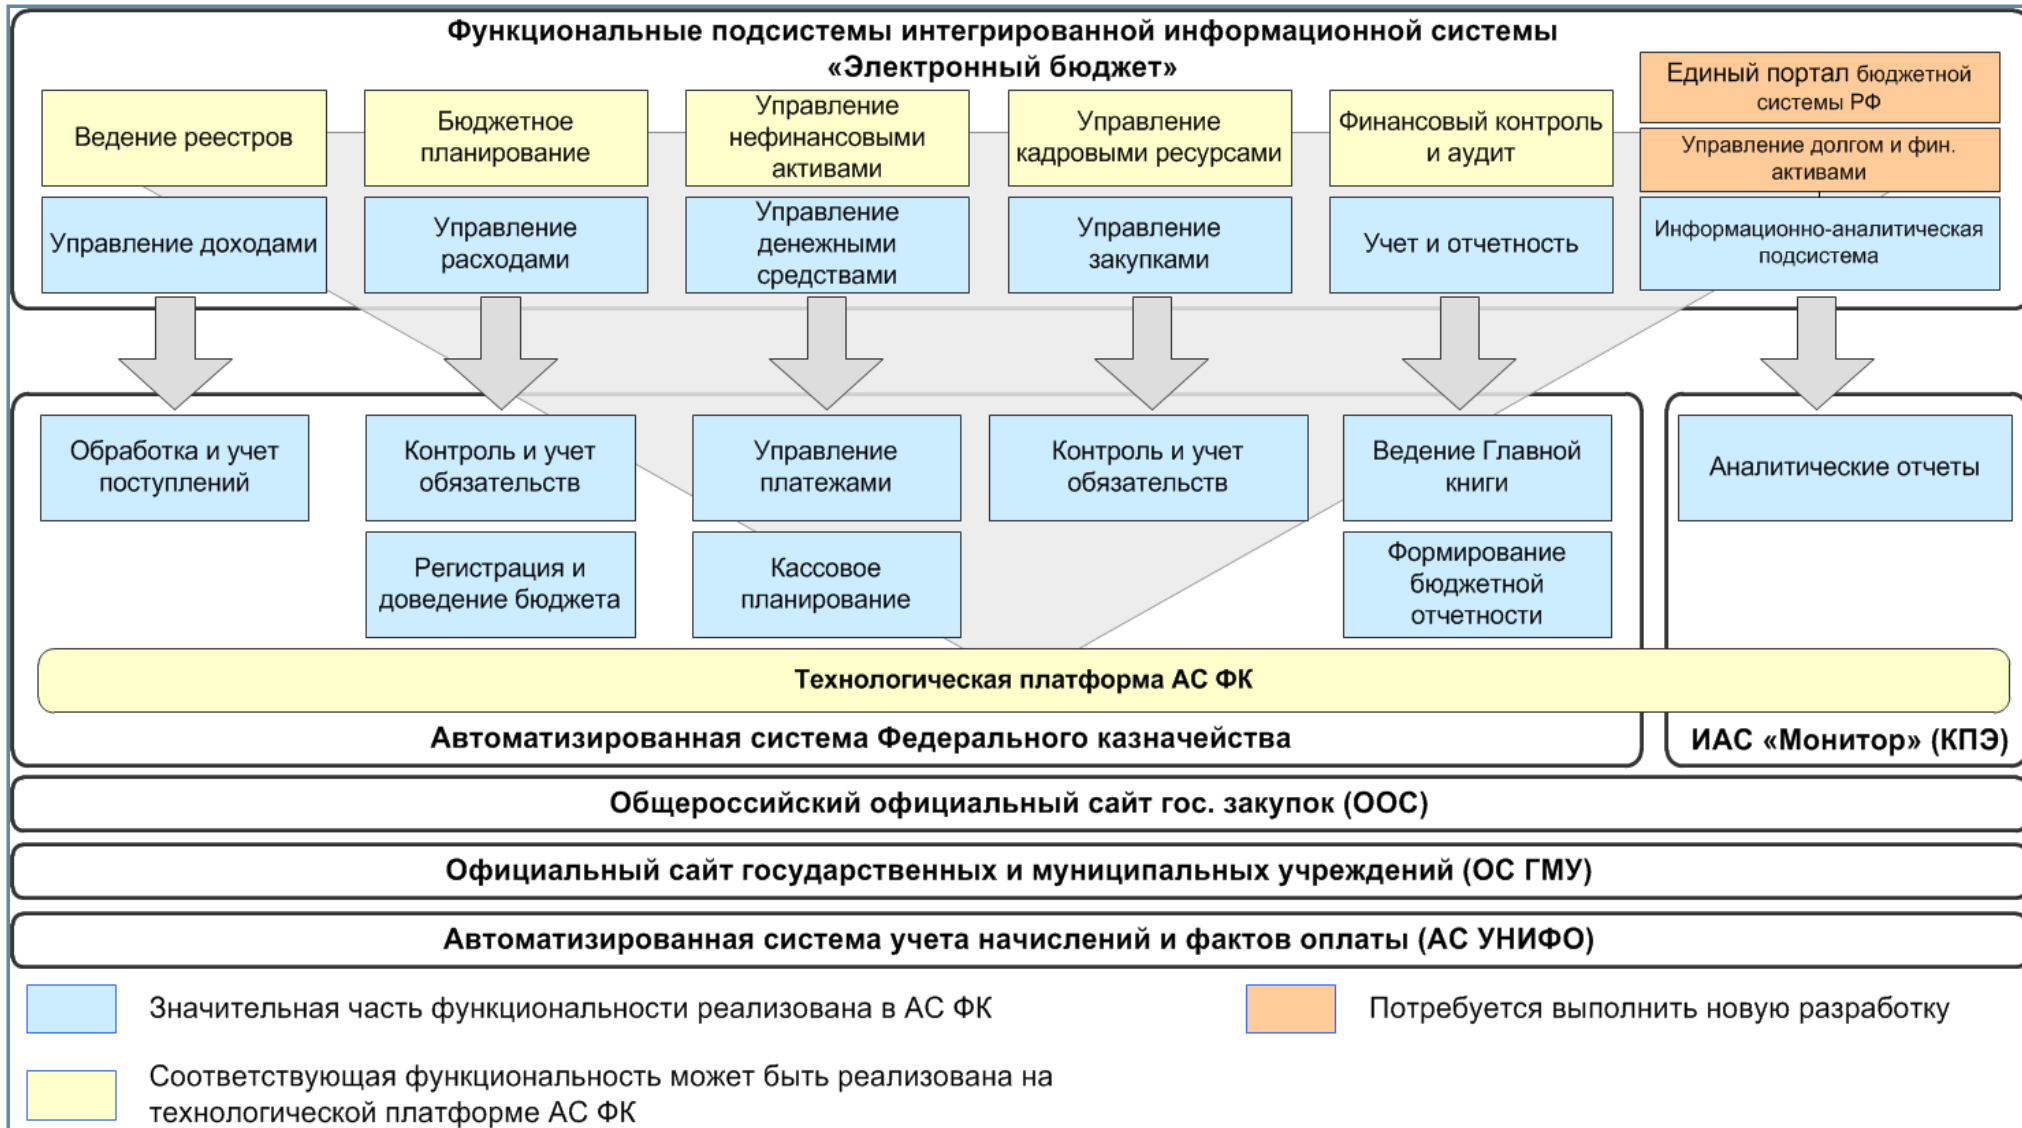 Функциональные подсистемы интегрированной информационной системы
«Электронный бюджет»
Ведение реестров
Бюджетное
планирование
Управление
нефинансовыми
активами
Управление
кадровыми ресурсами
Финансовый контроль
и аудит
Единый портал бюджетной
системы РФ
Управление долгом и фин.
активами
Управление доходами
Управление
расходами
Управление
денежными
средствами
Управление
закупками
Учет и отчетность
Информационно-аналитическая
подсистема
Обработка и учет
поступлений
Контроль и учет
обязательств
Управление
платежами
Контроль и учет
обязательств
Ведение Главной
книги
Аналитические отчеты
Регистрация и
доведение бюджета
Кассовое
планирование
Формирование
бюджетной
отчетности
Технологическая платформа АС ФК
Автоматизированная система Федерального казначейства
ИАС «Монитор» (КПЭ)
Общероссийский официальный сайт гос. закупок (ООС)
Официальный сайт государственных и муниципальных учреждений (ОС ГМУ)
Автоматизированная система учета начислений и фактов оплаты (АС УНИФО)
Значительная часть функциональности реализована в АС ФК
Потребуется выполнить новую разработку
Соответствующая функциональность может быть реализована на
технологической платформе АС ФК